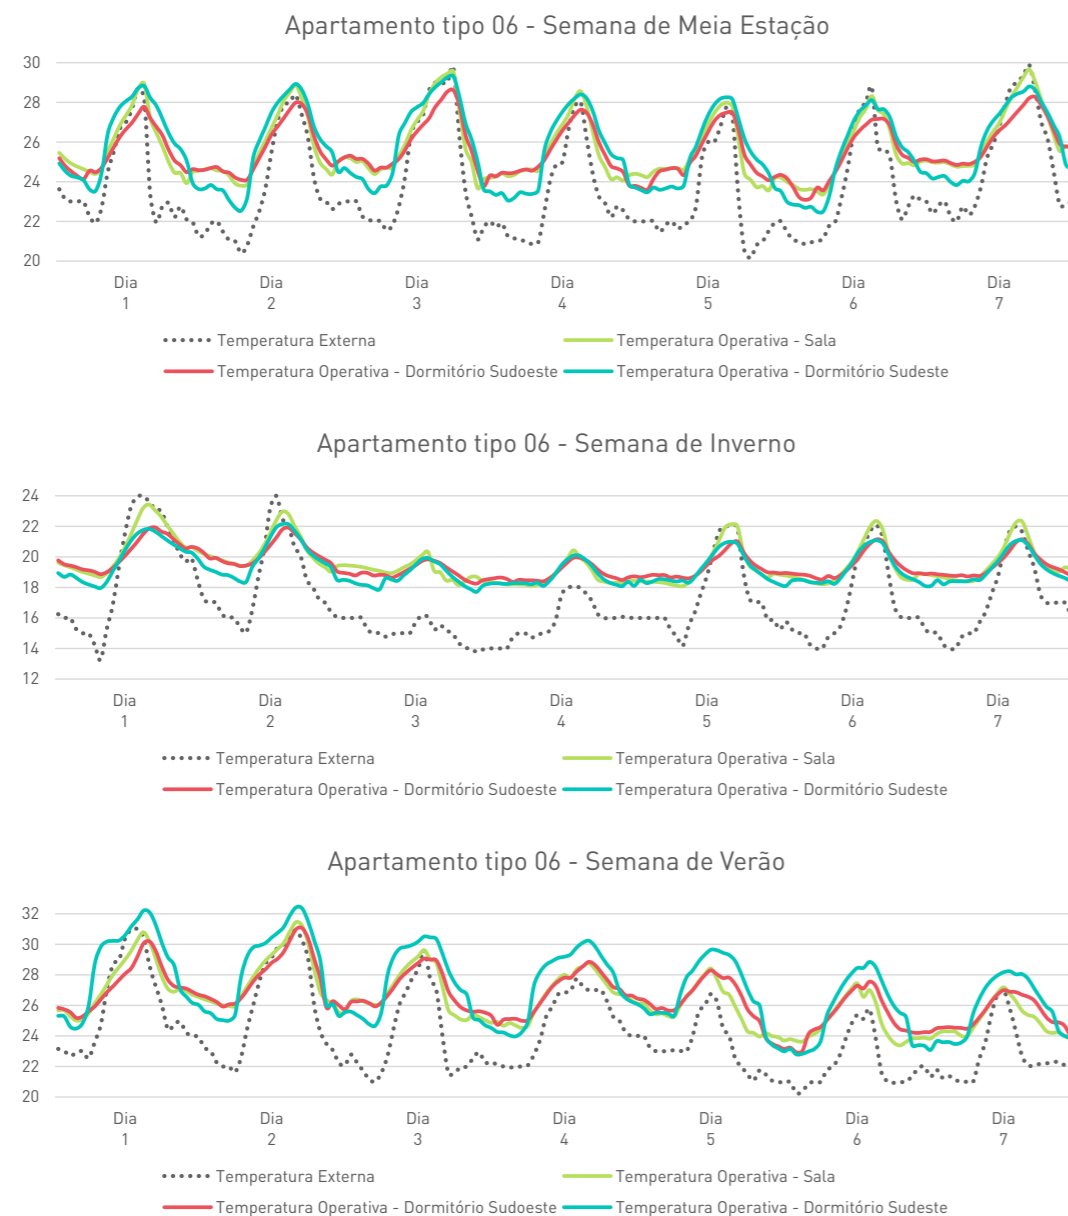 Apartamento tipo 06 - Semana de Meia Estação
30
28
26
24
22
20
Dia 1
Dia 2
Dia 3
Dia 4
Dia 5
Dia 6
Dia 7
Temperatura Externa
Temperatura Operativa - Sala
Temperatura Operativa - Dormitório Sudoeste
Temperatura Operativa - Dormitório Sudeste
Apartamento tipo 06 - Semana de Inverno
24
22
20
18
16
14
12
Dia 1
Dia 2
Dia 3
Dia 4
Dia 5
Dia 6
Dia 7
Temperatura Externa
Temperatura Operativa - Sala
Temperatura Operativa - Dormitório Sudoeste
Temperatura Operativa - Dormitório Sudeste
Apartamento tipo 06 - Semana de Verão
32
30
28
26
24
22
20
Dia 1
Dia 2
Dia 3
Dia 4
Dia 5
Dia 6
Dia 7
Temperatura Externa
Temperatura Operativa - Sala
Temperatura Operativa - Dormitório Sudoeste
Temperatura Operativa - Dormitório Sudeste